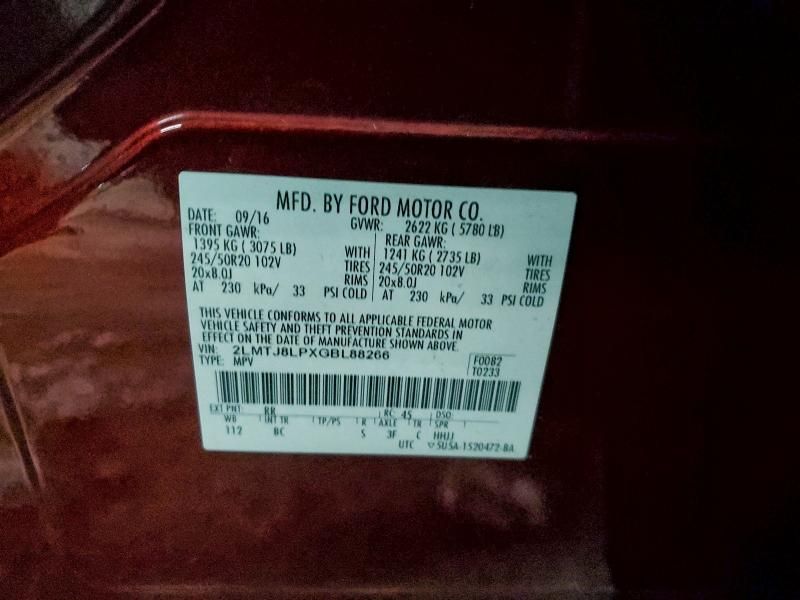 MFD. BY FORD MOTOR CO.
DATE: 09/16 GVWR: 2622 KG ( 5780 LB)
FRONT GAWR: REAR GAWR:
1395 KG ( 3075 LB) WITH 1241 KG ( 2735 LB) WITH
245/50R20 102V TIRES 245/50R20 102V TIRES
20x8.0J RIMS 20x8.0J RIMS
AT 230 kPa/ 33 PSI COLD AT 230 kPa/ 33 PSI COLD
THIS VEHICLE CONFORMS TO ALL APPLICABLE FEDERAL MOTOR
VEHICLE SAFETY AND THEFT PREVENTION STANDARDS IN
EFFECT ON THE DATE OF MANUFACTURE SHOWN ABOVE.
VIN: 2LMTJ8LPXGBL88266 F0082
TYPE: MPV T0233
EXT PNT: RR RC: 45 DSO:
WB INT TR TP/PS R AXLE TR SPR
112 BC S 3F C HHJJ
UTC ▽ 5U5A-1520472-BA